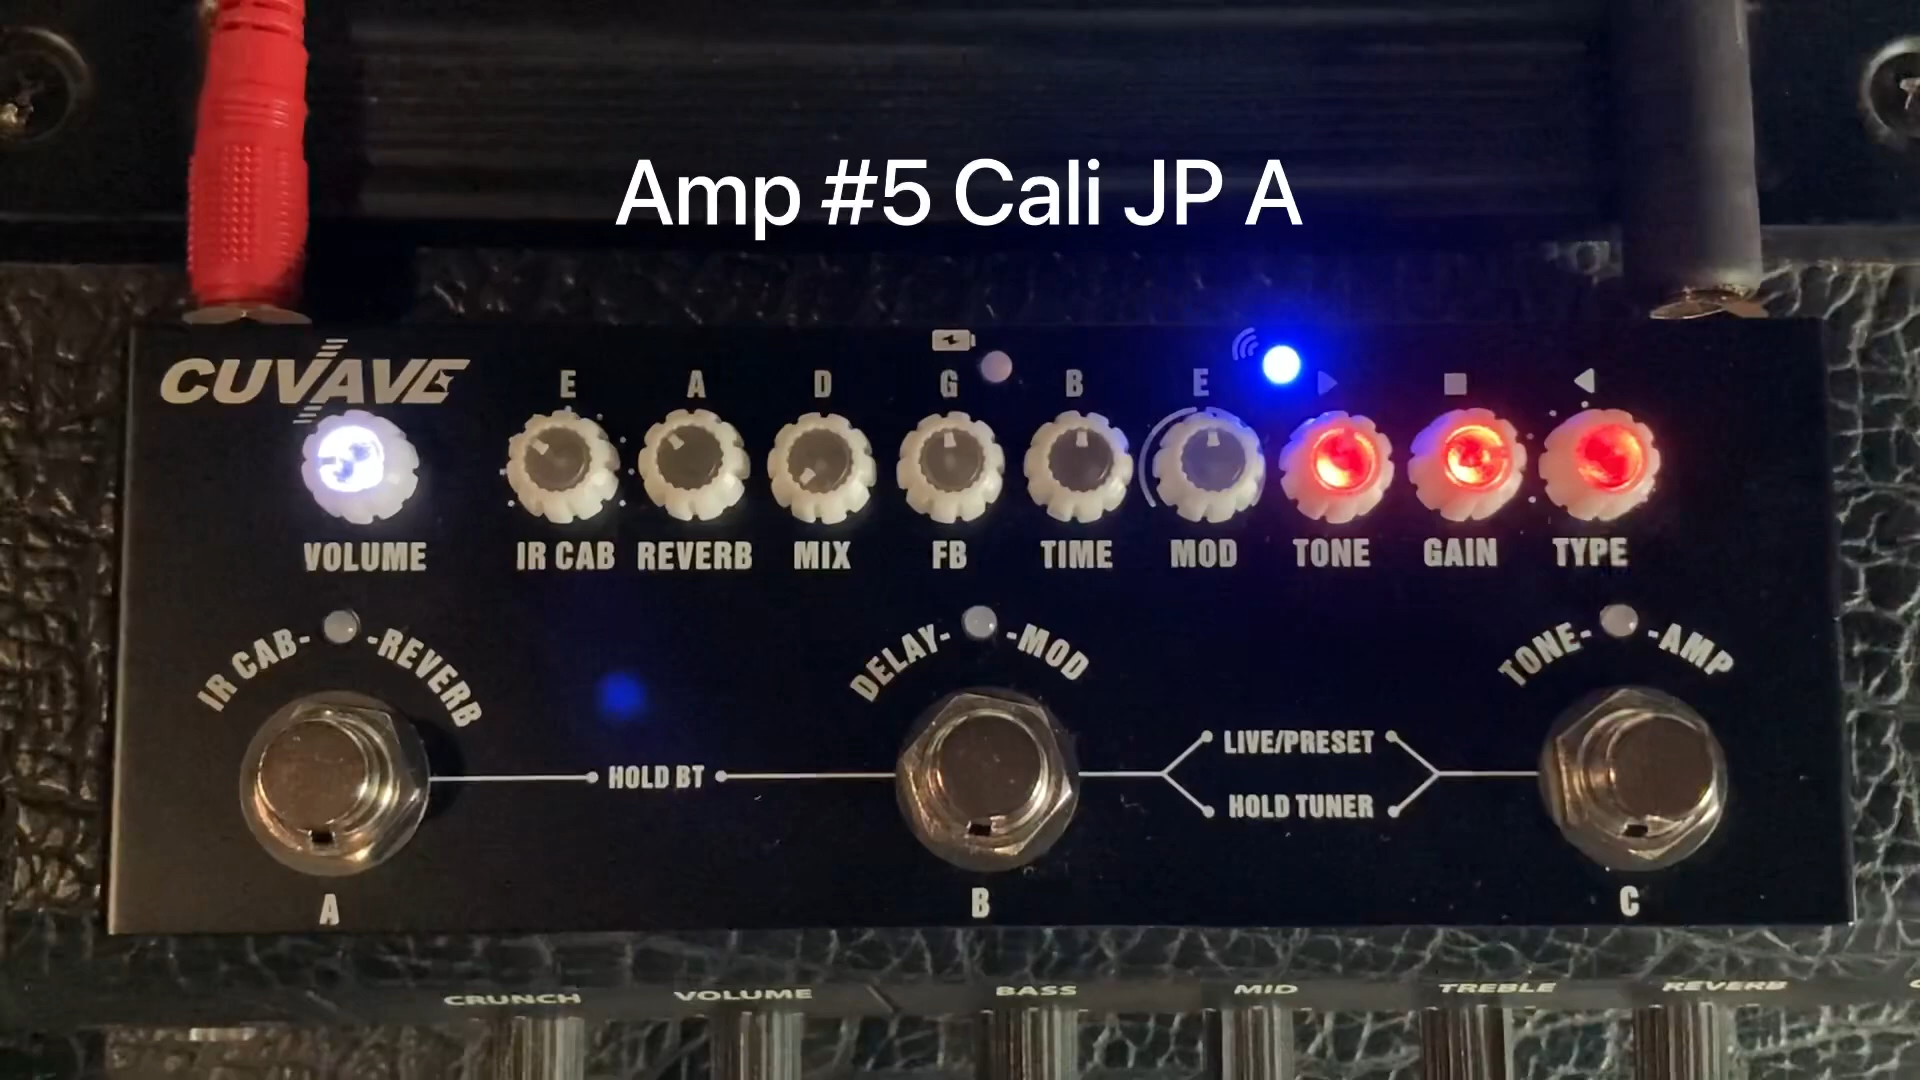 Amp #5 Cali JP A
CUVAVE
E A D G B E
VOLUME IR CAB REVERB MIX FB TIME MOD TONE GAIN TYPE
IR CAB- -REVERB DELAY- -MOD TONE- -AMP
LIVE/PRESET
HOLD BT
HOLD TUNER
A B C
CRUNCH VOLUME BASS MID TREBLE REVERB